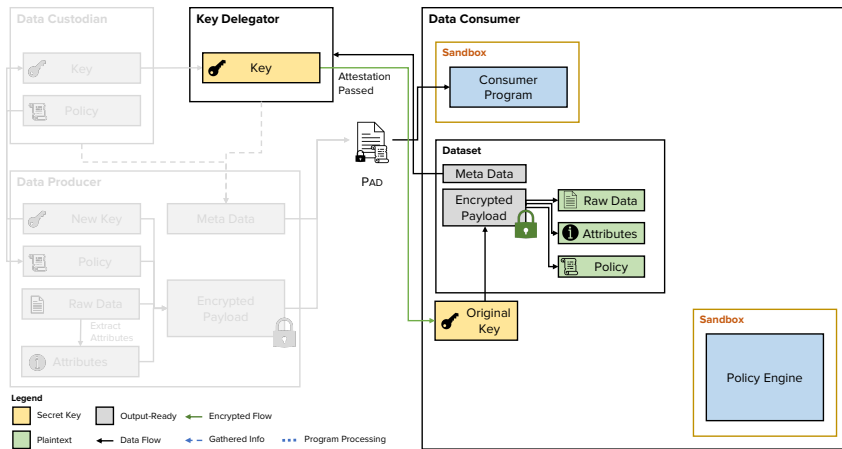 Data Custodian
Key
Policy
Key Delegator
Key
Attestation
Passed
PAD
Data Producer
New Key
Policy
Raw Data
Extract
Attributes
Attributes
Meta Data
Encrypted
Payload
Data Consumer
Sandbox
Consumer
Program
Dataset
Meta Data
Encrypted
Payload
Raw Data
Attributes
Policy
Original
Key
Sandbox
Policy Engine
Legend
Secret Key
Output-Ready
Encrypted Flow
Plaintext
Data Flow
Gathered Info
Program Processing